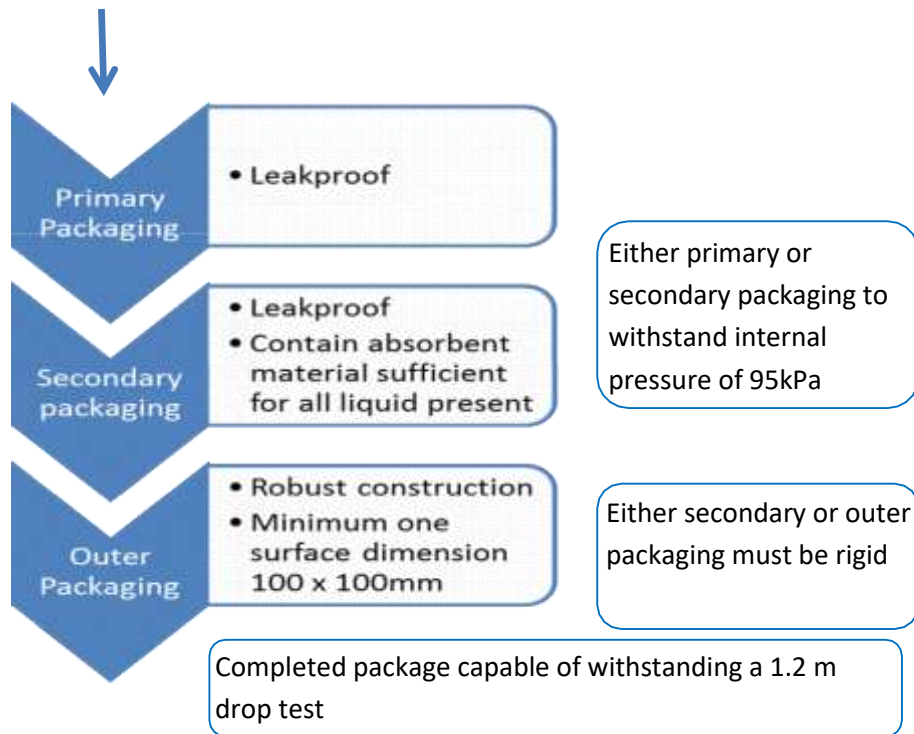 Primary
Packaging
• Leakproof
Either primary or
secondary packaging to
withstand internal
pressure of 95kPa
Secondary
packaging
• Leakproof
• Contain absorbent
material sufficient
for all liquid present
Outer
Packaging
• Robust construction
• Minimum one
surface dimension
100 x 100mm
Either secondary or outer
packaging must be rigid
Completed package capable of withstanding a 1.2 m
drop test